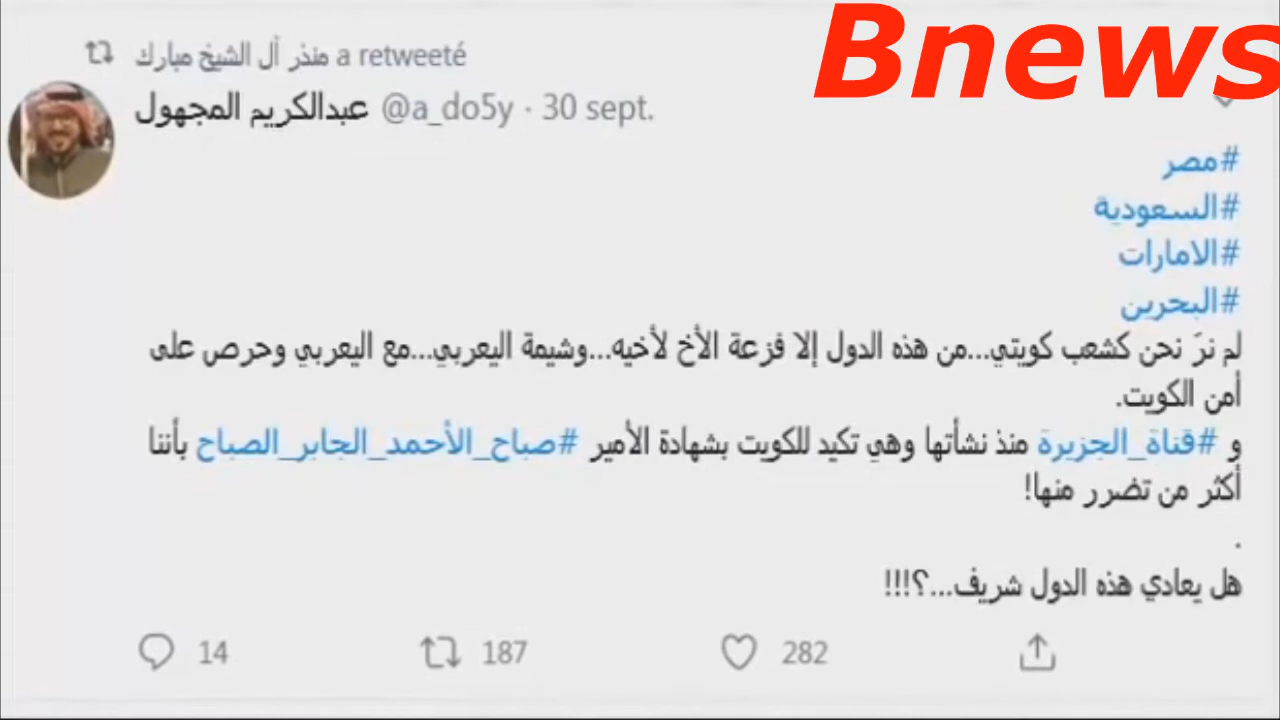 Bnews
منذر آل الشيخ مبارك a retweeté
عبدالكريم المجهول @a_do5y · 30 sept.
#مصر
#السعودية
#الامارات
#البحرين
لم نرَ نحن كشعب كويتي...من هذه الدول إلا فزعة الأخ لأخيه...وشيمة اليعربي...مع اليعربي وحرص على
أمن الكويت.
و #قناة_الجزيرة منذ نشأتها وهي تكيد للكويت بشهادة الأمير #صباح_الأحمد_الجابر_الصباح بأننا
أكثر من تضرر منها!
.
هل يعادي هذه الدول شريف...؟!!!
14 187 282